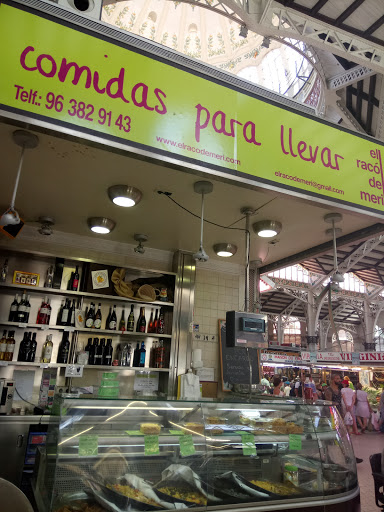 comidas para llevar
Telf.: 96 382 91 43
www.elracodemeri.com
elracodemeri@gmail.com
el
racó
de
meri